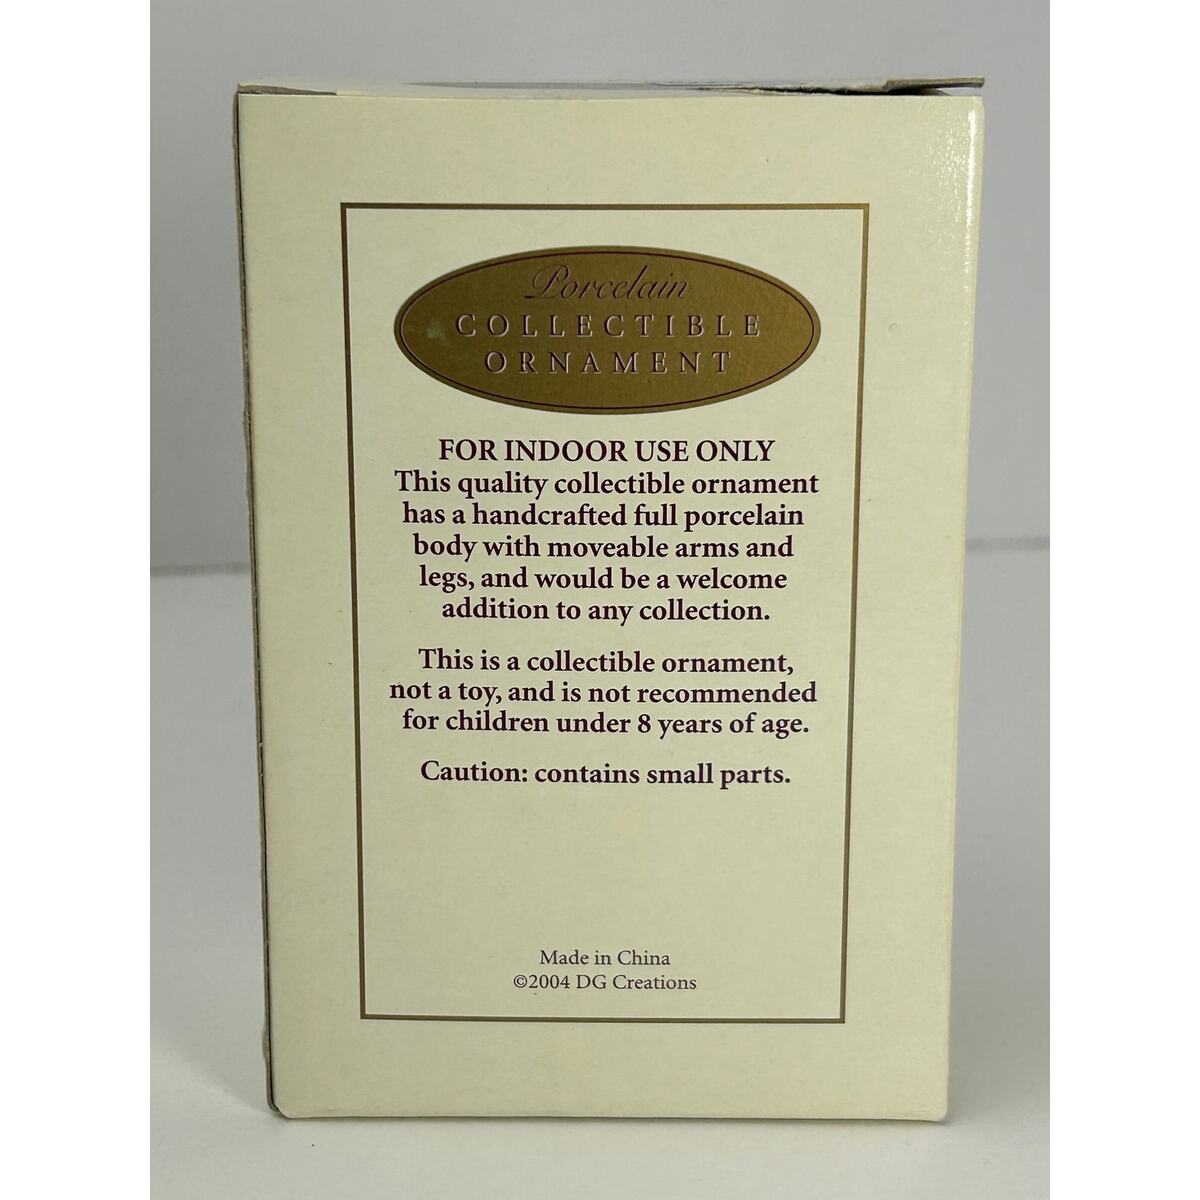 Porcelain
COLLECTIBLE
ORNAMENT
FOR INDOOR USE ONLY
This quality collectible ornament
has a handcrafted full porcelain
body with moveable arms and
legs, and would be a welcome
addition to any collection.
This is a collectible ornament,
not a toy, and is not recommended
for children under 8 years of age.
Caution: contains small parts.
Made in China
©2004 DG Creations